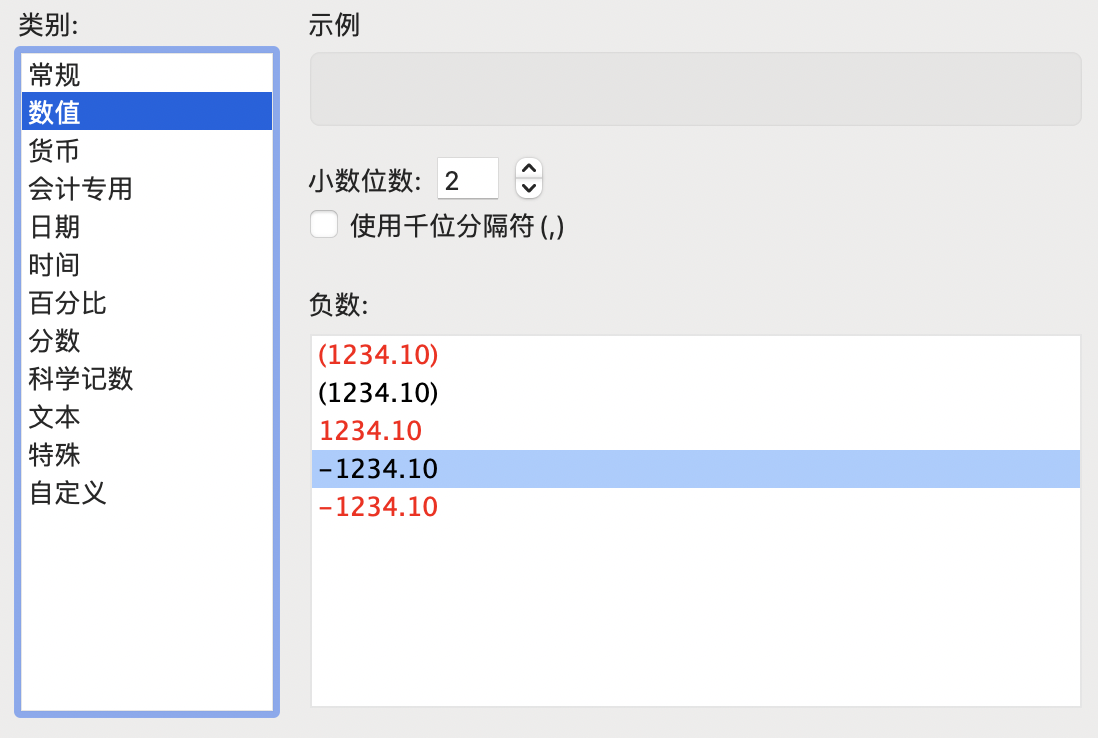 类别:
常规
数值
货币
会计专用
日期
时间
百分比
分数
科学记数
文本
特殊
自定义
示例
小数位数: 2
使用千位分隔符(,)
负数:
(1234.10)
(1234.10)
1234.10
-1234.10
-1234.10